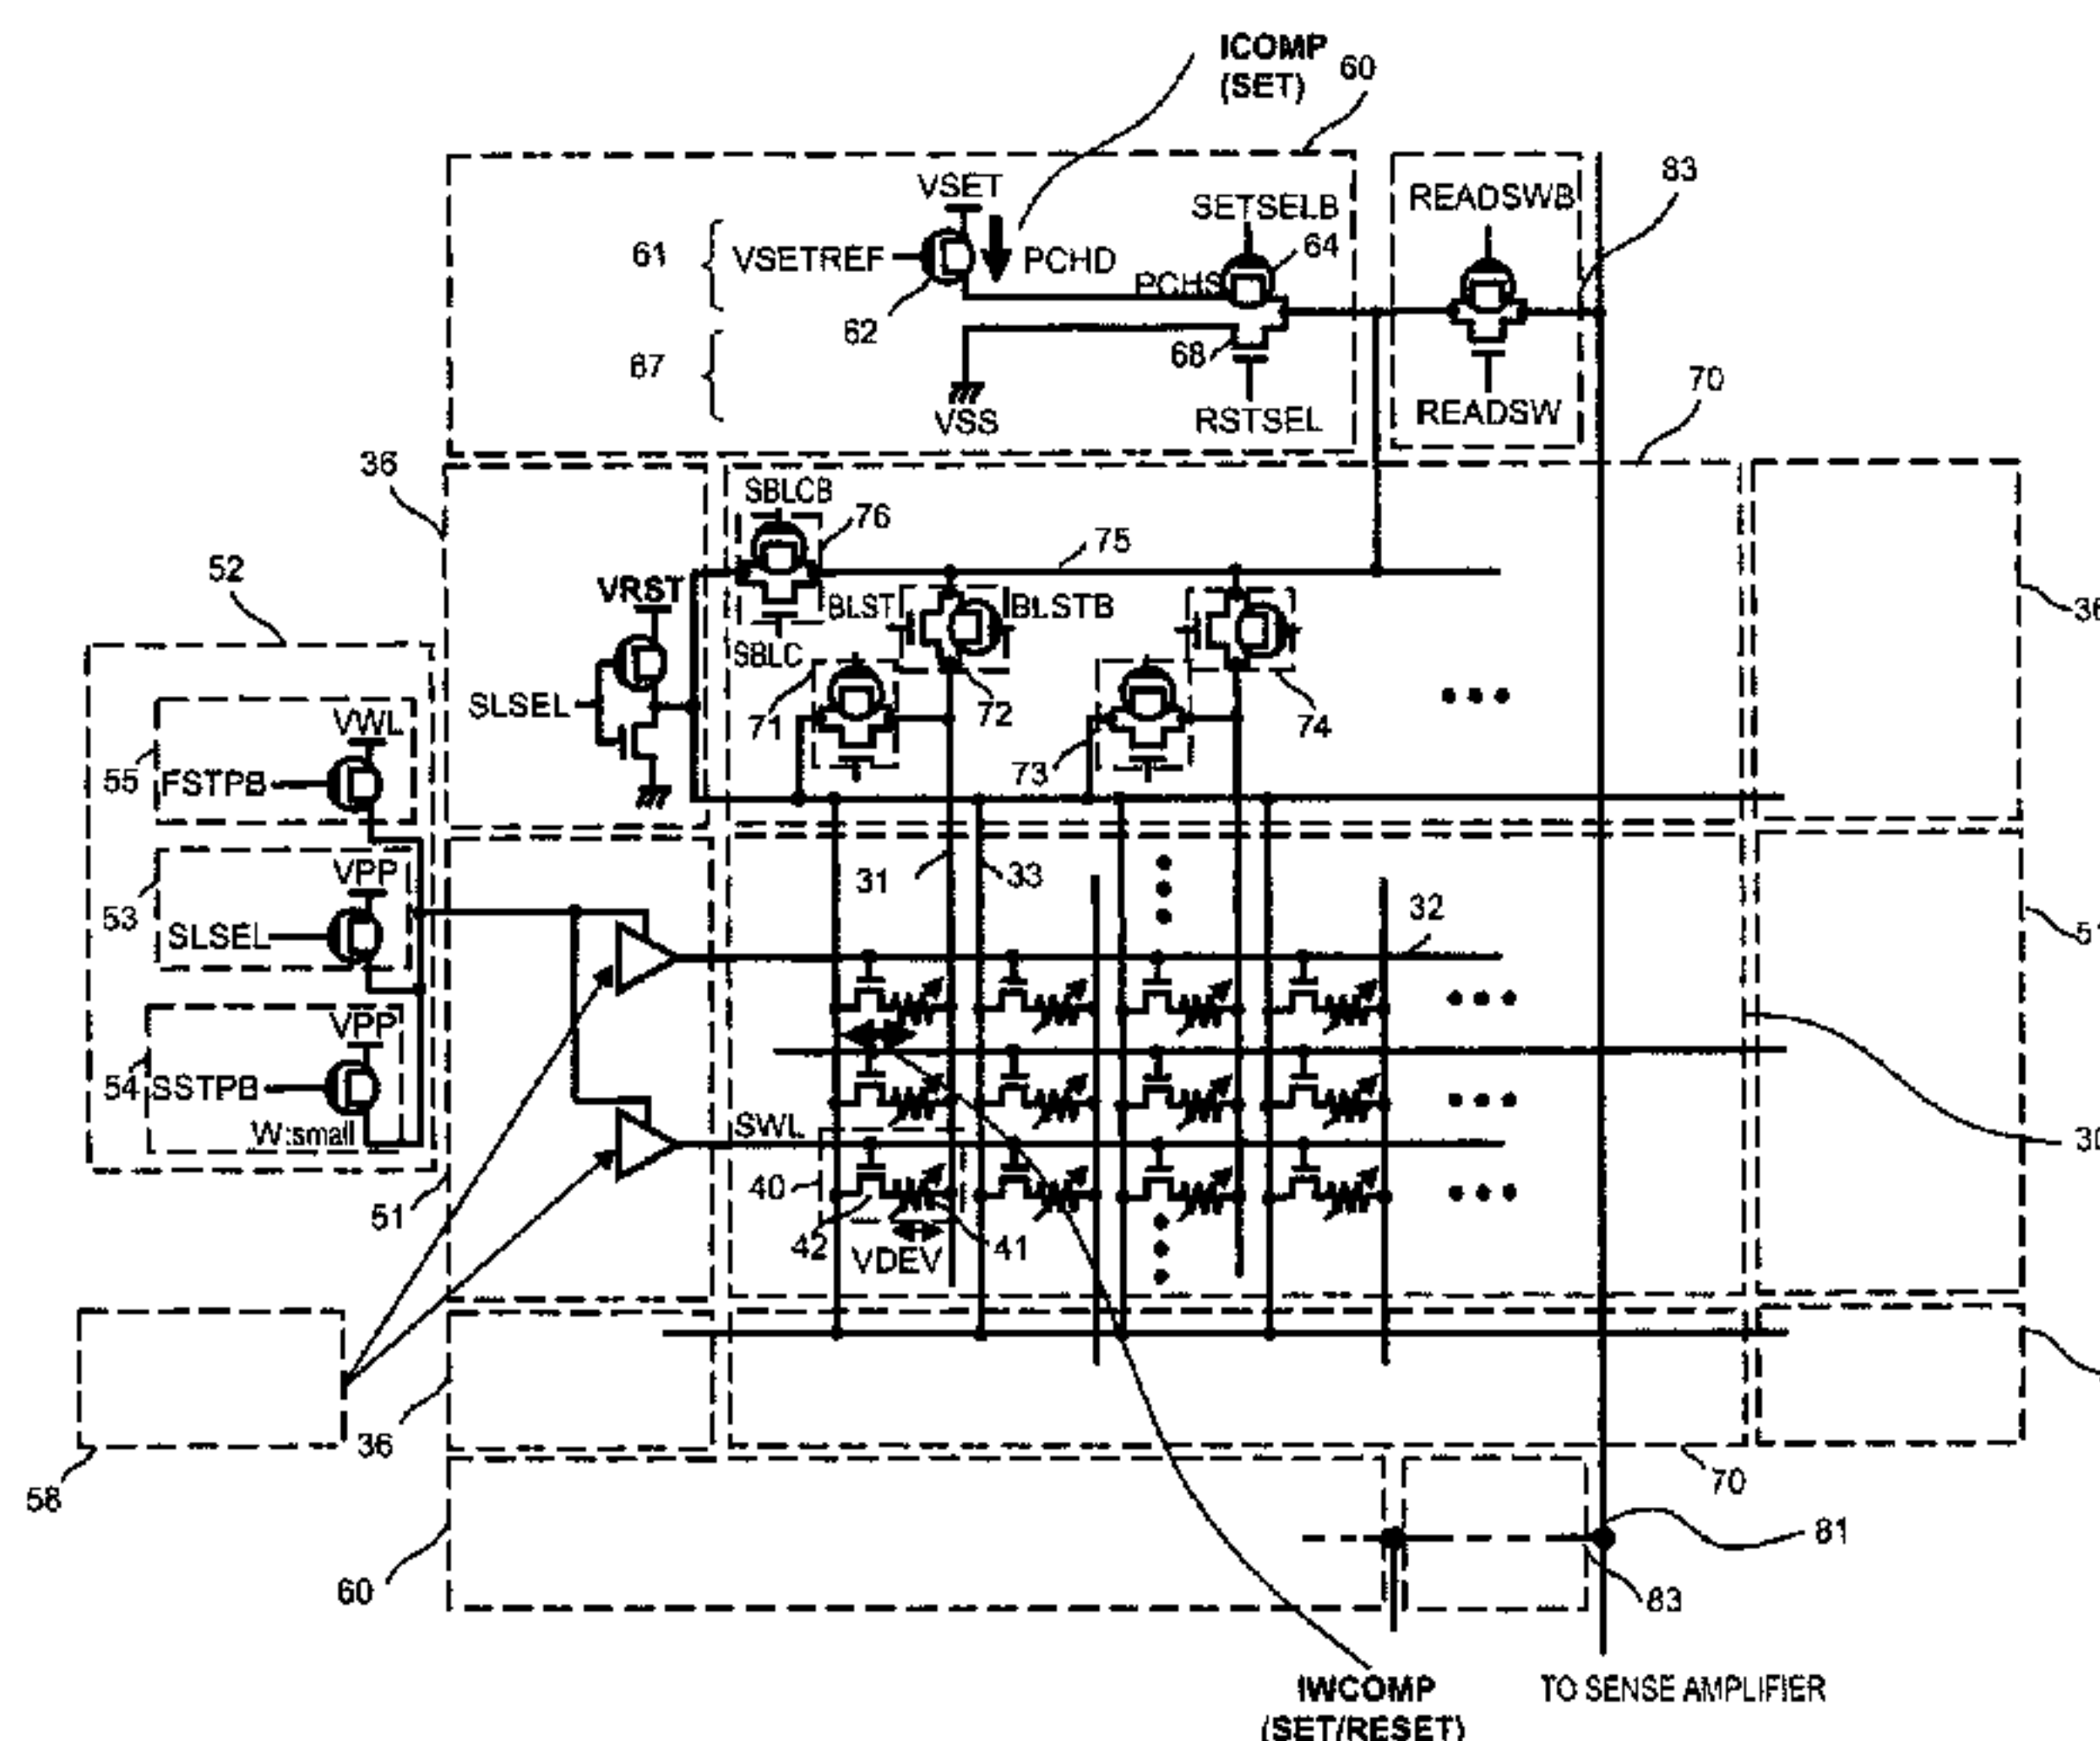 ICOMP
(SET)
60
VSET
SETSELB
READSWB
83
61
VSETREF
PCHD
64
PCHS
62
67
68
VSS
RSTSEL
READSW
70
36
SBLCB
76
75
52
VRST
BLST
BLSTB
SBLC
36
SLSEL
71
72
74
73
VWL
55
FSTPB
VPP
31
33
53
SLSEL
32
51
VPP
54
SSTPB
W:small
SWL
30
51
40
42
VDEV
41
36
58
70
81
60
83
IWCOMP
(SET/RESET)
TO SENSE AMPLIFIER